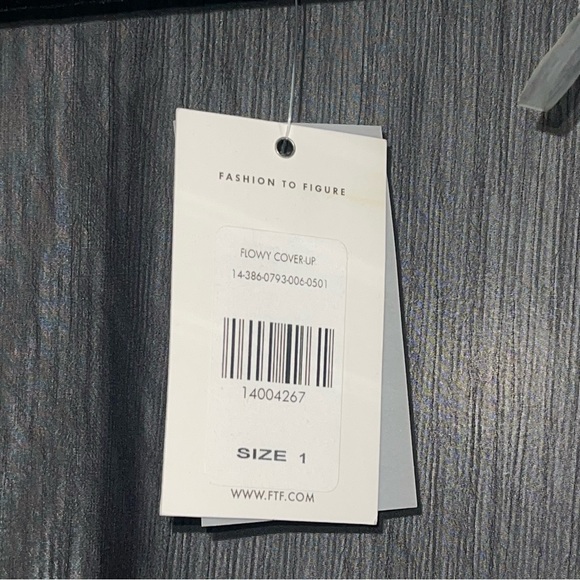 FASHION TO FIGURE
FLOWY COVER-UP
14-386-0793-006-0501
14004267
SIZE 1
WWW.FTF.COM